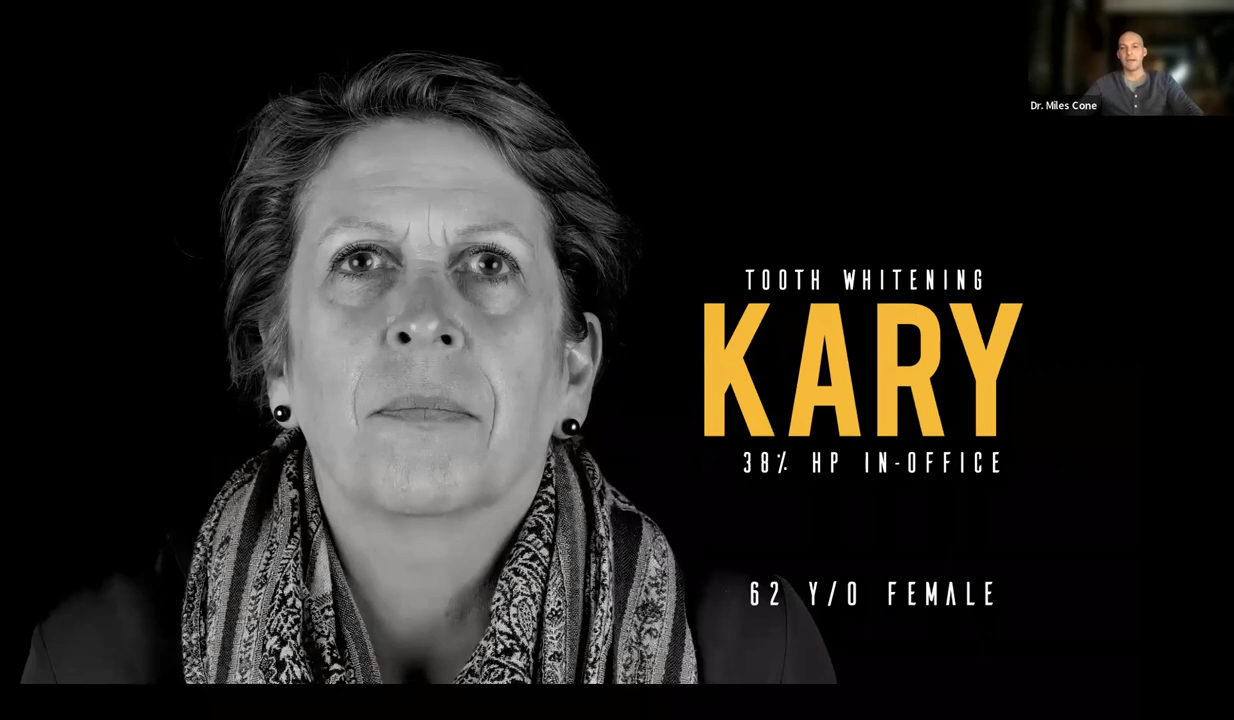 Dr. Miles Cone
TOOTH WHITENING
KARY
38% HP IN-OFFICE
62 Y/O FEMALE